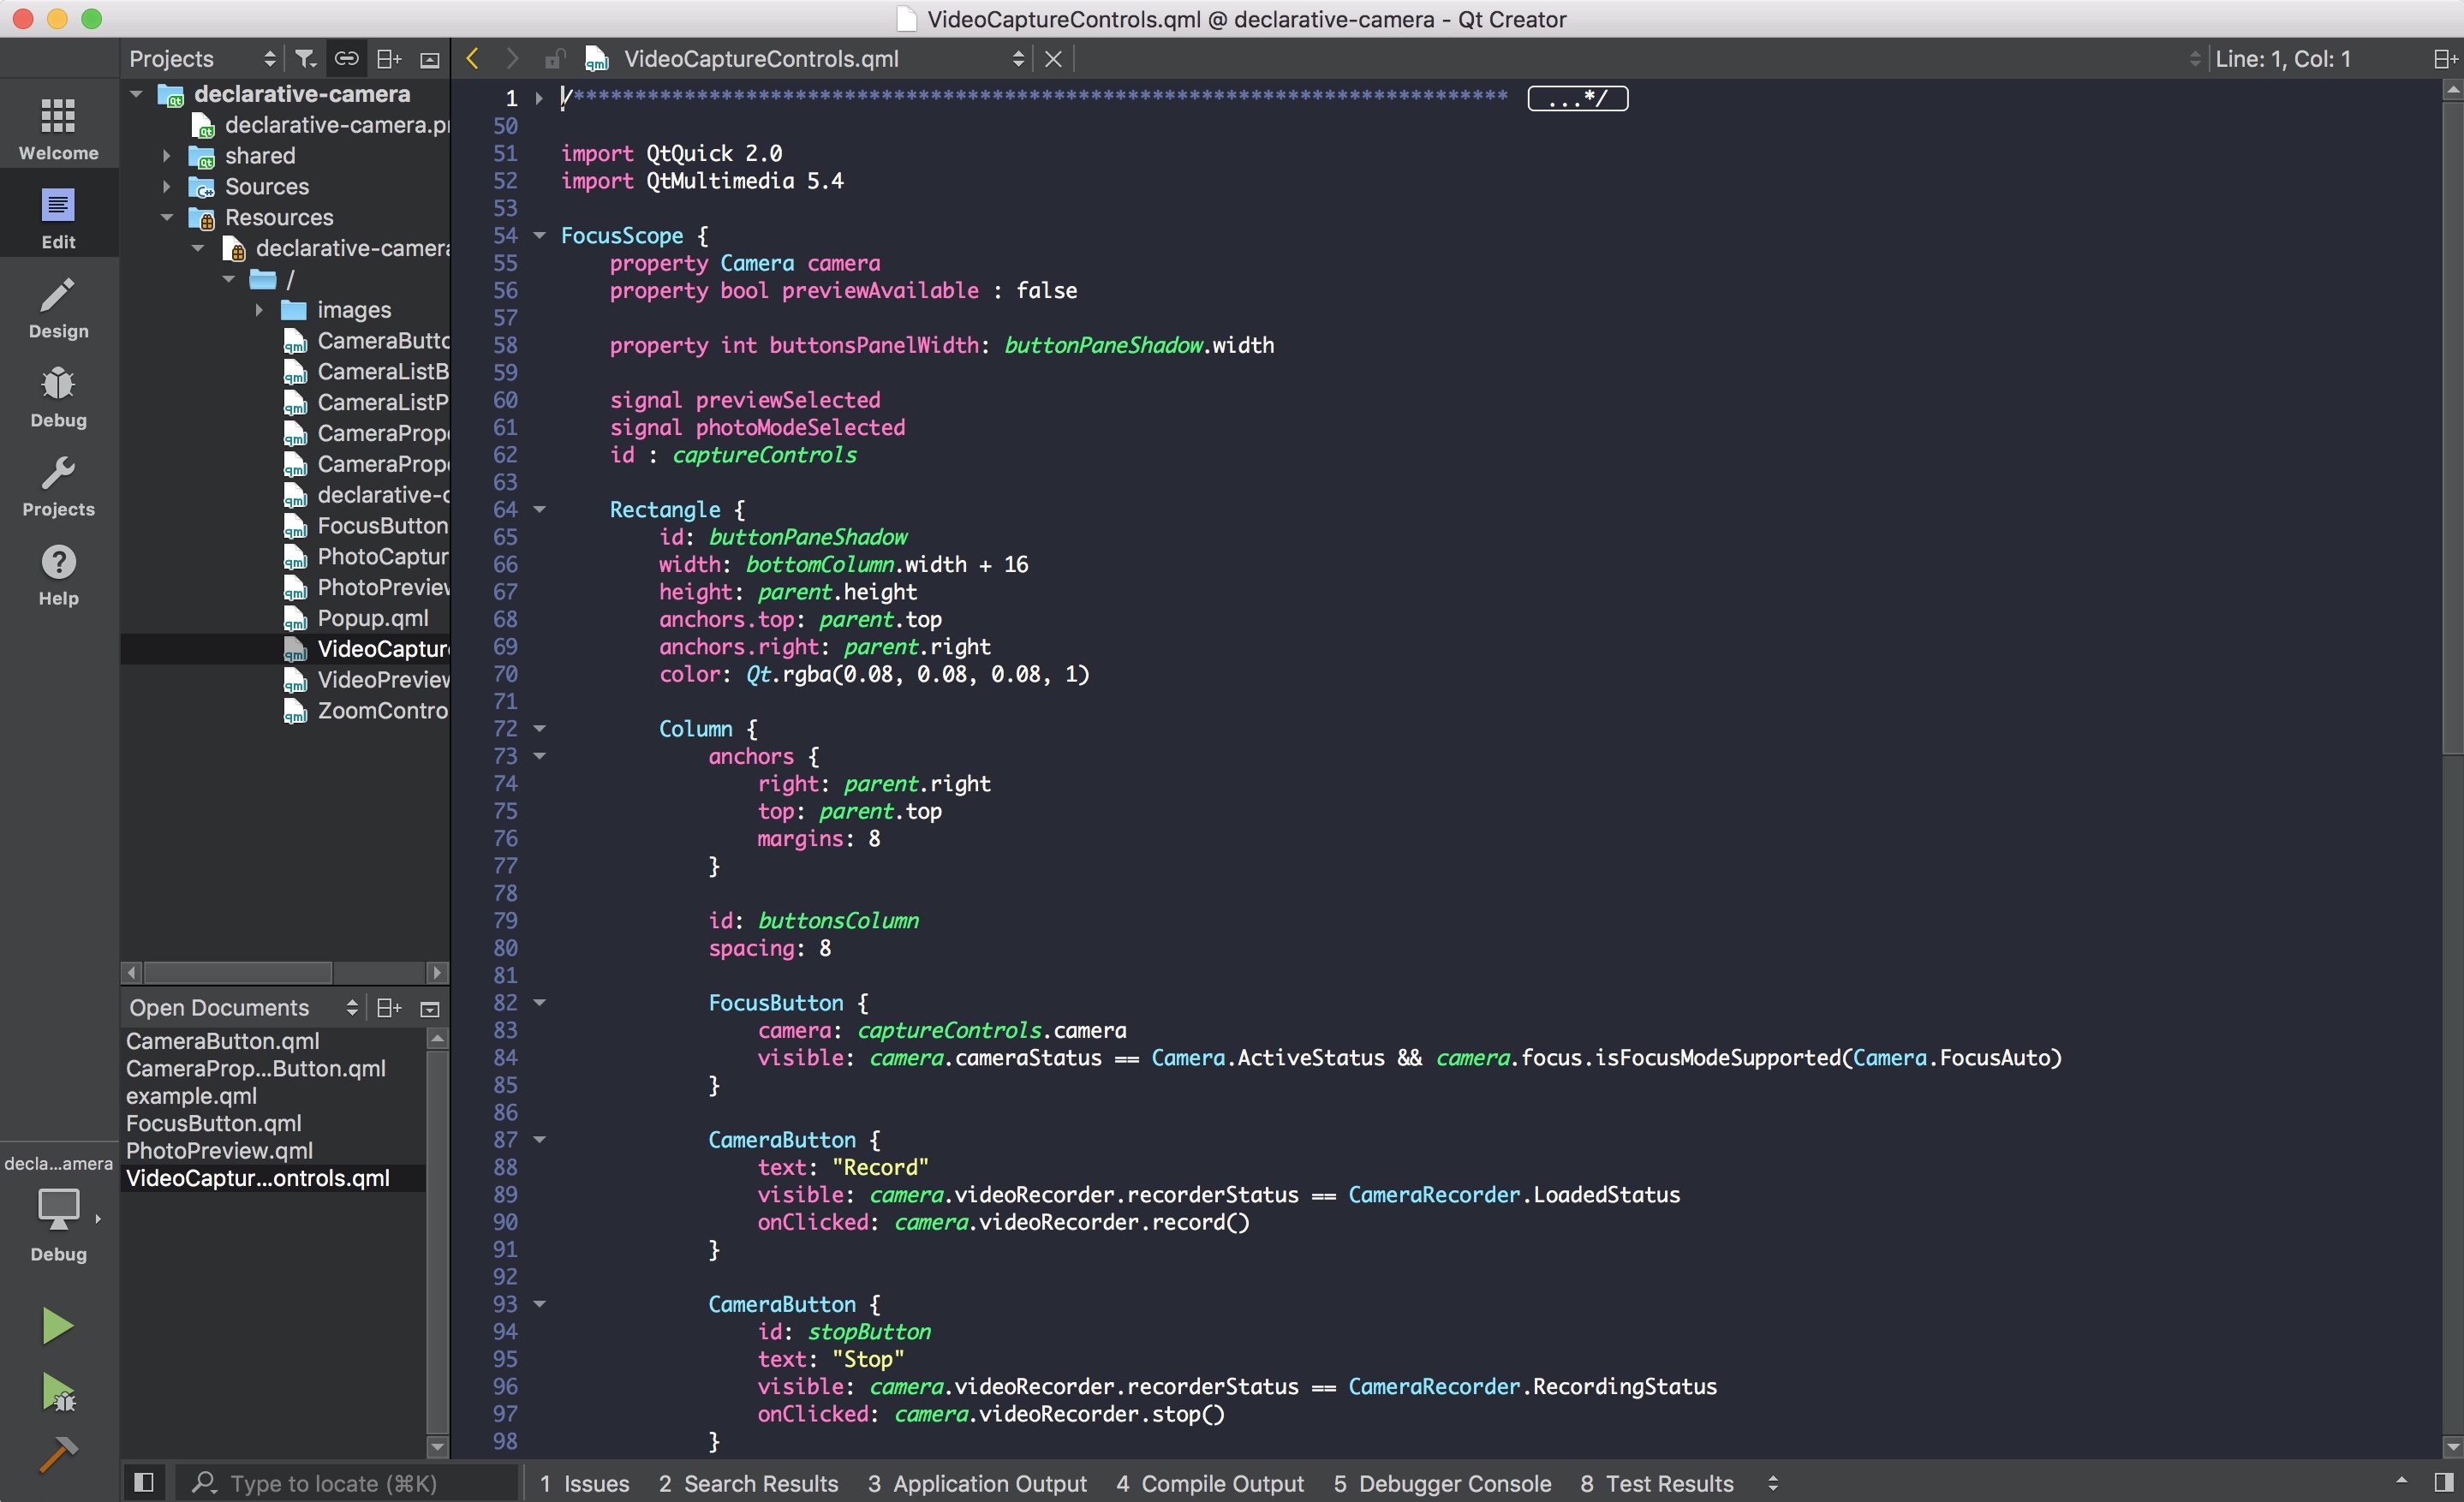 VideoCaptureControls.qml @ declarative-camera - Qt Creator
Projects
VideoCaptureControls.qml
Line: 1, Col: 1
Welcome
Edit
Design
Debug
Projects
Help
decla...amera
Debug
declarative-camera
declarative-camera.p
shared
Sources
Resources
declarative-camera
/
images
CameraButto
CameraListB
CameraListP
CameraProp
CameraProp
declarative-c
FocusButton
PhotoCaptur
PhotoPreview
Popup.qml
VideoCapture
VideoPreview
ZoomContro
Open Documents
CameraButton.qml
CameraProp...Button.qml
example.qml
FocusButton.qml
PhotoPreview.qml
VideoCaptur...ontrols.qml
1 /**************************************************************************** ...*/
50
51 import QtQuick 2.0
52 import QtMultimedia 5.4
53
54 FocusScope {
55 property Camera camera
56 property bool previewAvailable : false
57
58 property int buttonsPanelWidth: buttonPaneShadow.width
59
60 signal previewSelected
61 signal photoModeSelected
62 id : captureControls
63
64 Rectangle {
65 id: buttonPaneShadow
66 width: bottomColumn.width + 16
67 height: parent.height
68 anchors.top: parent.top
69 anchors.right: parent.right
70 color: Qt.rgba(0.08, 0.08, 0.08, 1)
71
72 Column {
73 anchors {
74 right: parent.right
75 top: parent.top
76 margins: 8
77 }
78
79 id: buttonsColumn
80 spacing: 8
81
82 FocusButton {
83 camera: captureControls.camera
84 visible: camera.cameraStatus == Camera.ActiveStatus && camera.focus.isFocusModeSupported(Camera.FocusAuto)
85 }
86
87 CameraButton {
88 text: "Record"
89 visible: camera.videoRecorder.recorderStatus == CameraRecorder.LoadedStatus
90 onClicked: camera.videoRecorder.record()
91 }
92
93 CameraButton {
94 id: stopButton
95 text: "Stop"
96 visible: camera.videoRecorder.recorderStatus == CameraRecorder.RecordingStatus
97 onClicked: camera.videoRecorder.stop()
98 }
Type to locate (⌘K)
1 Issues
2 Search Results
3 Application Output
4 Compile Output
5 Debugger Console
8 Test Results